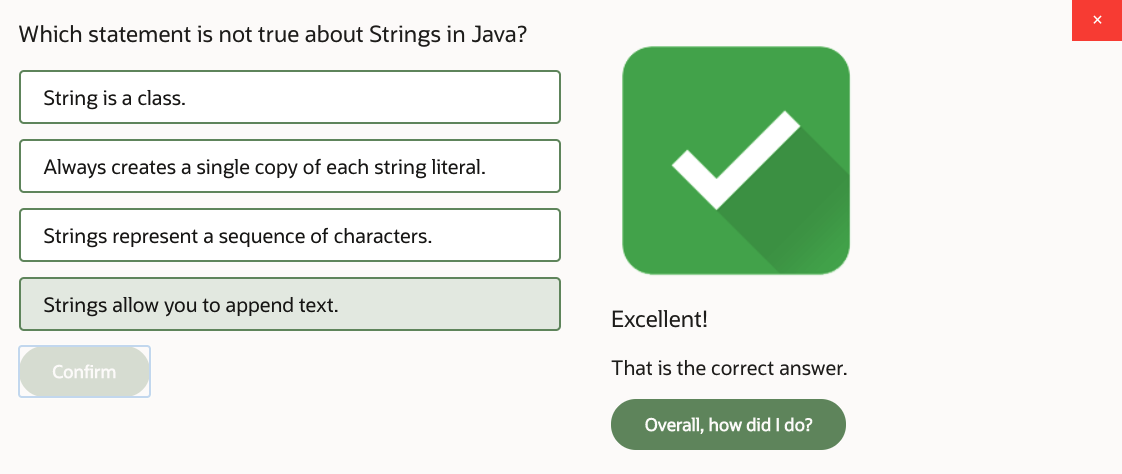 Which statement is not true about Strings in Java?
String is a class.
Always creates a single copy of each string literal.
Strings represent a sequence of characters.
Strings allow you to append text.
Confirm
×
Excellent!
That is the correct answer.
Overall, how did I do?